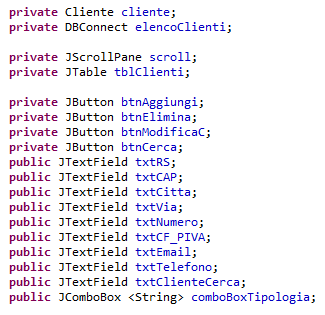 private Cliente cliente;
private DBConnect elencoClienti;
private JScrollPane scroll;
private JTable tblClienti;
private JButton btnAggiungi;
private JButton btnElimina;
private JButton btnModificaC;
private JButton btnCerca;
public JTextField txtRS;
public JTextField txtCAP;
public JTextField txtCitta;
public JTextField txtVia;
public JTextField txtNumero;
public JTextField txtCF_PIVA;
public JTextField txtEmail;
public JTextField txtTelefono;
public JTextField txtClienteCerca;
public JComboBox <String> comboBoxTipologia;